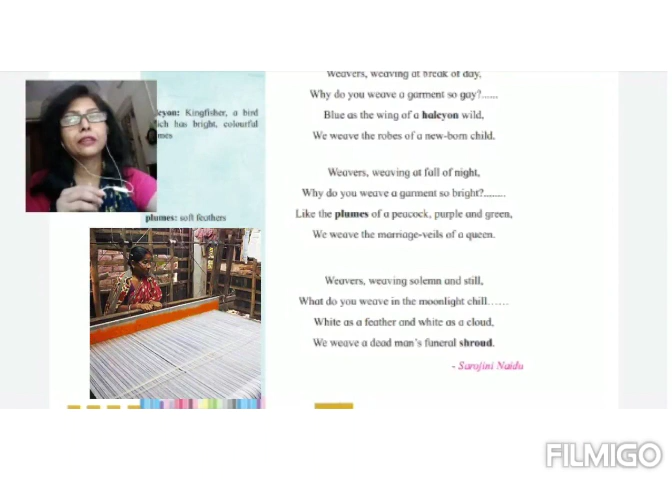 Weavers, weaving at break of day,
Why do you weave a garment so gay?......
Blue as the wing of a halcyon wild,
We weave the robes of a new-born child.
Weavers, weaving at fall of night,
Why do you weave a garment so bright?........
Like the plumes of a peacock, purple and green,
We weave the marriage-veils of a queen.
Weavers, weaving solemn and still,
What do you weave in the moonlight chill......
White as a feather and white as a cloud,
We weave a dead man's funeral shroud.
- Sarojini Naidu
Kingfisher, a bird
has bright, colourful
plumes: soft feathers
FILMIGO